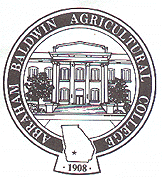 ABRAHAM BALDWIN AGRICULTURAL COLLEGE
· 1908 ·